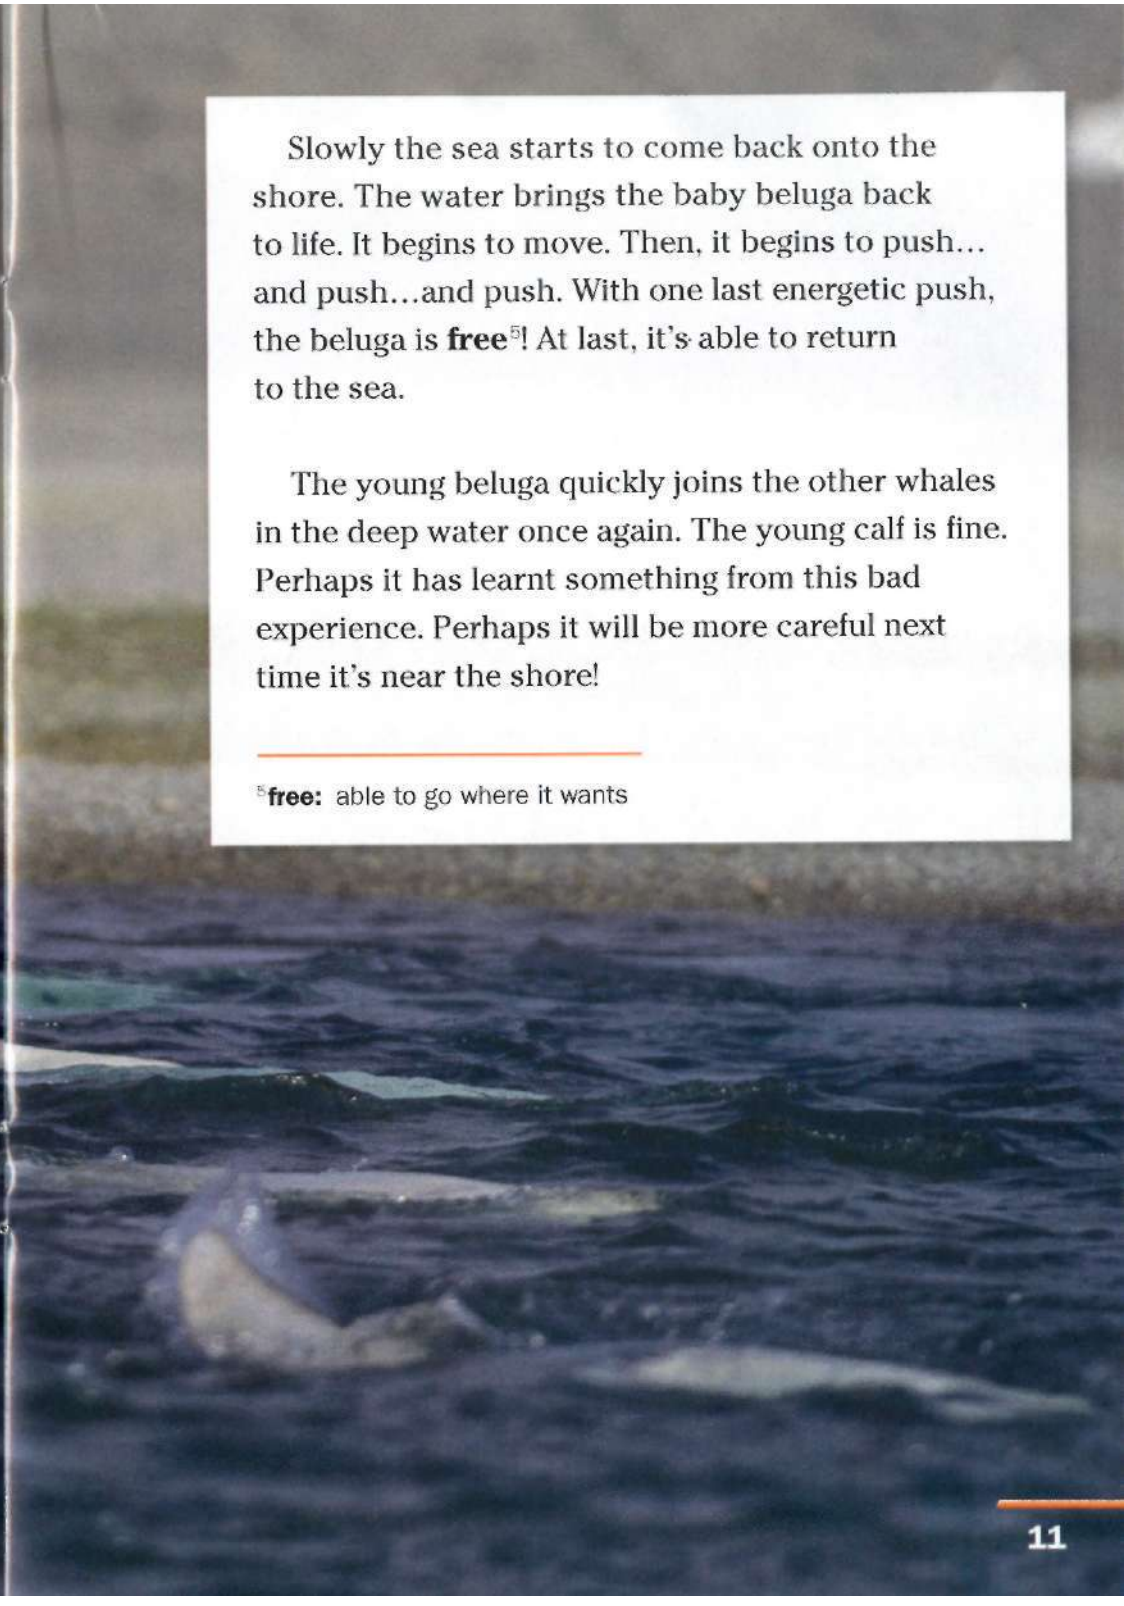 Slowly the sea starts to come back onto the
shore. The water brings the baby beluga back
to life. It begins to move. Then, it begins to push...
and push...and push. With one last energetic push,
the beluga is free⁵! At last, it's able to return
to the sea.
The young beluga quickly joins the other whales
in the deep water once again. The young calf is fine.
Perhaps it has learnt something from this bad
experience. Perhaps it will be more careful next
time it's near the shore!
⁵free: able to go where it wants
11